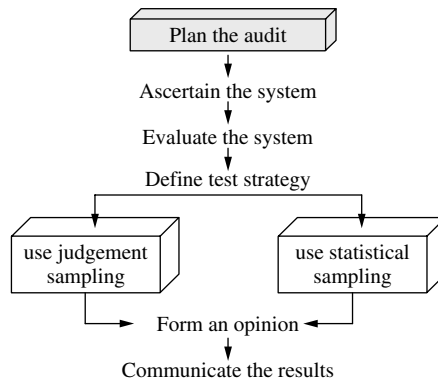 Plan the audit
Ascertain the system
Evaluate the system
Define test strategy
use judgement
sampling
use statistical
sampling
Form an opinion
Communicate the results